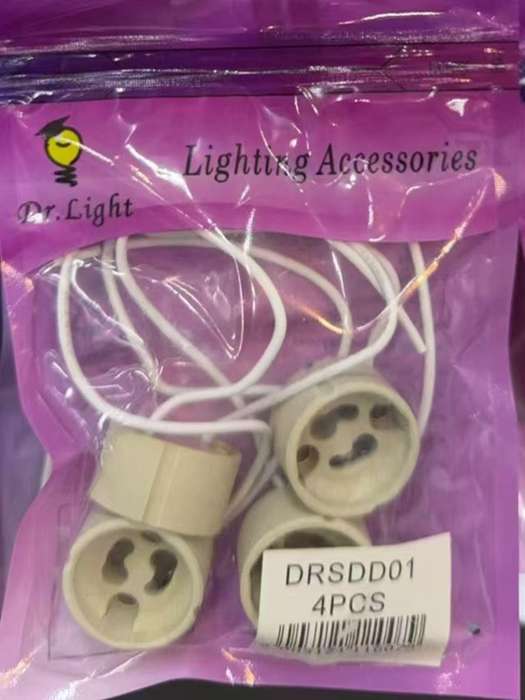 Lighting Accessories
Dr.Light
DRSDD01
4PCS